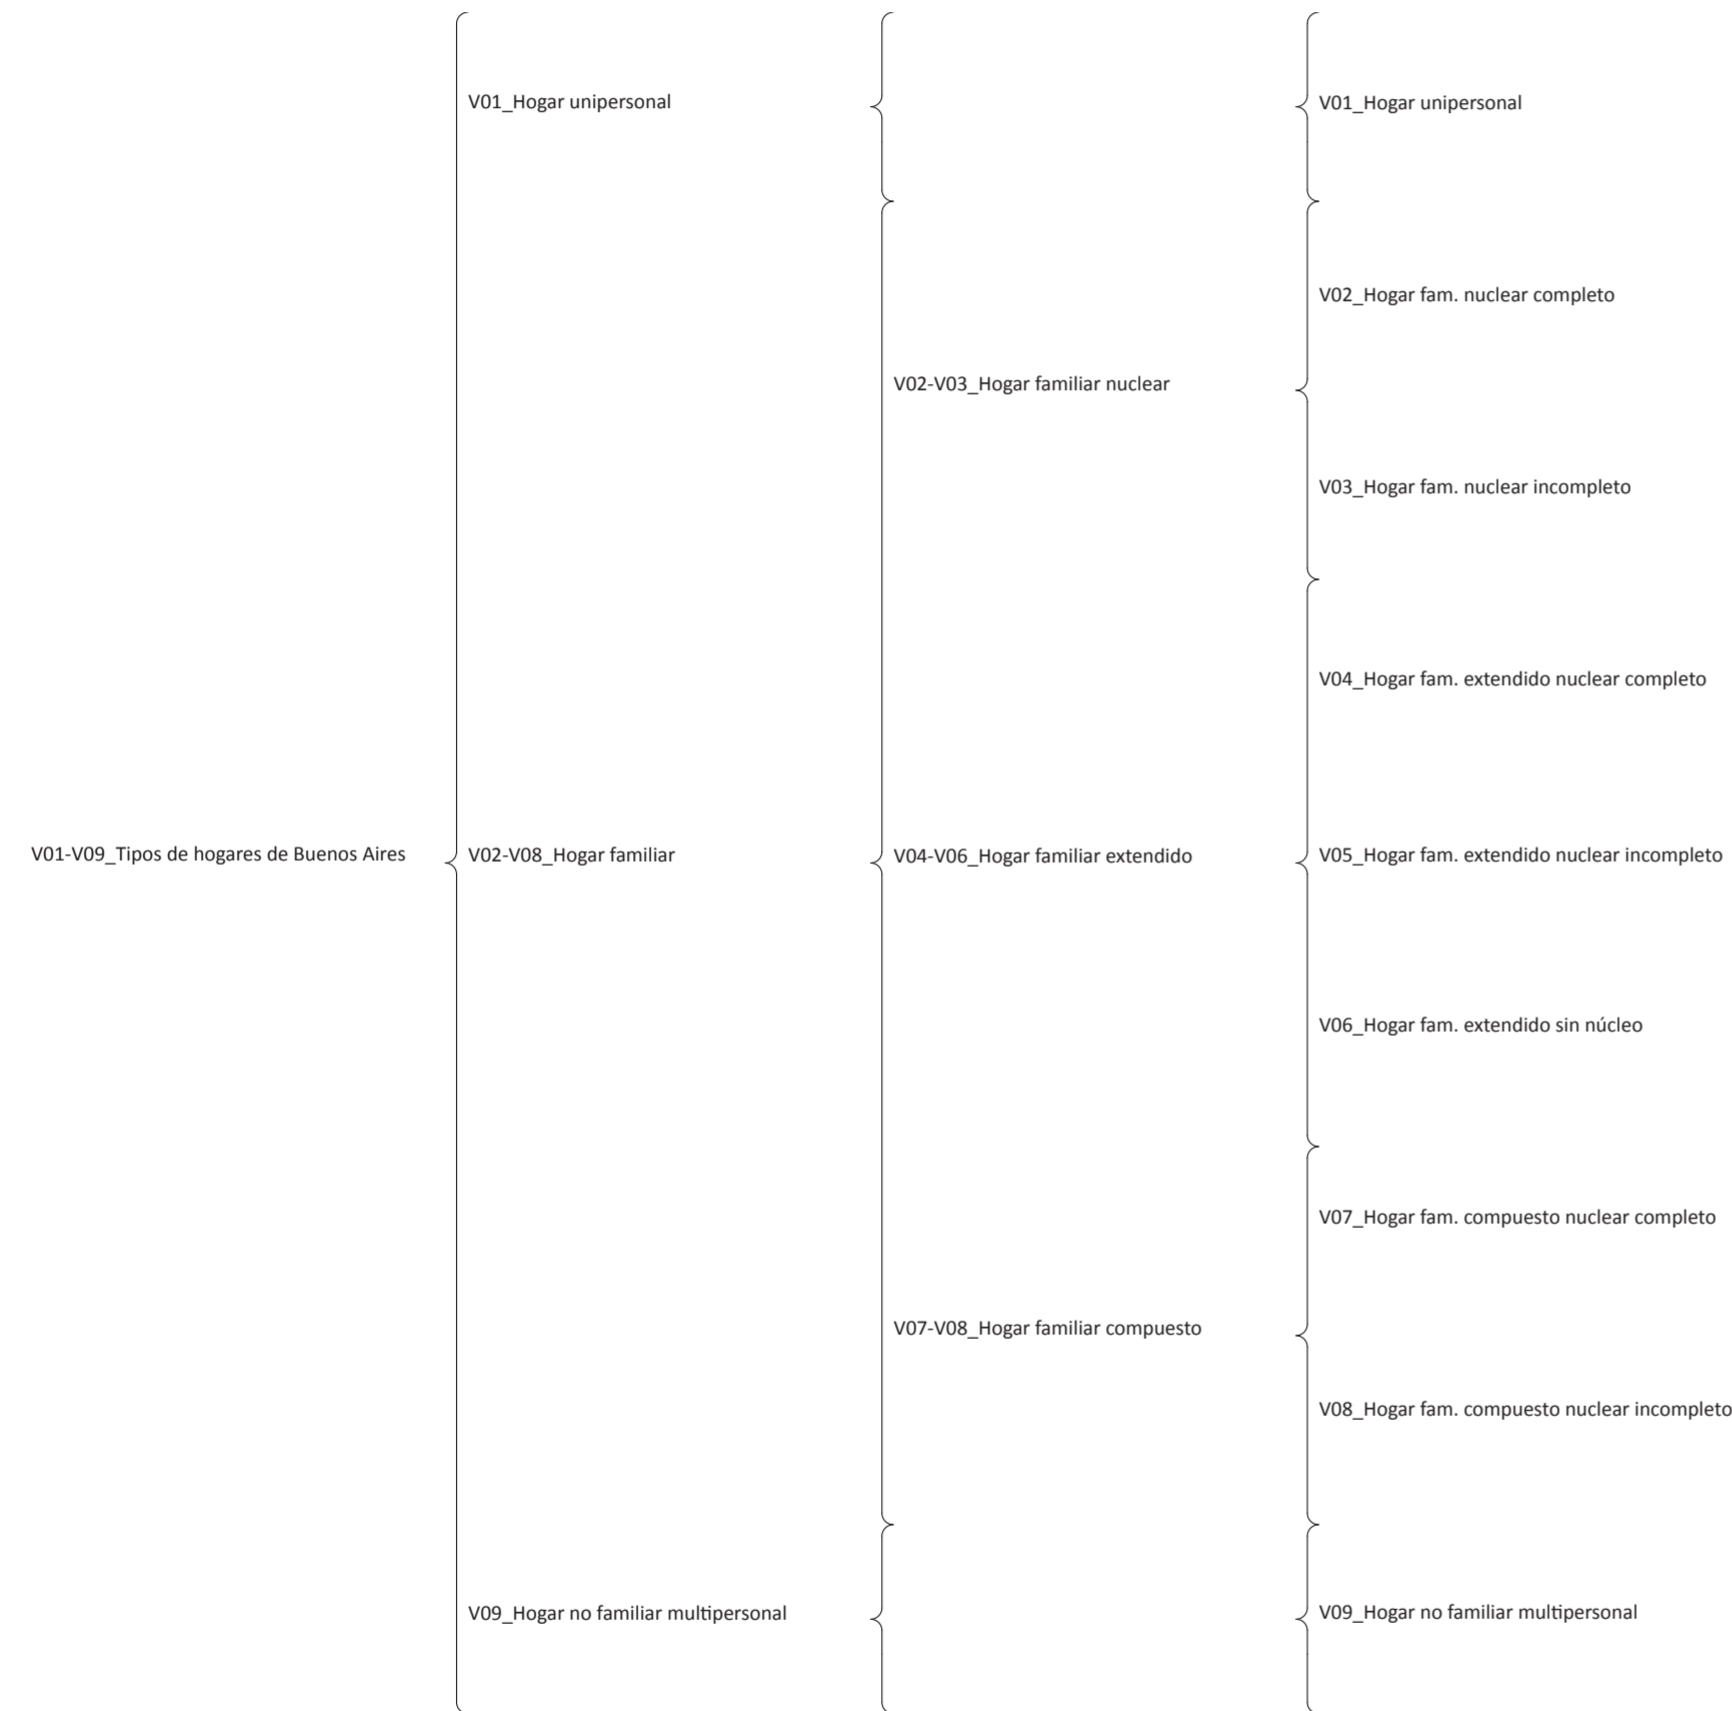 V01-V09_Tipos de hogares de Buenos Aires
V01_Hogar unipersonal
V02-V08_Hogar familiar
V09_Hogar no familiar multipersonal
V02-V03_Hogar familiar nuclear
V04-V06_Hogar familiar extendido
V07-V08_Hogar familiar compuesto
V01_Hogar unipersonal
V02_Hogar fam. nuclear completo
V03_Hogar fam. nuclear incompleto
V04_Hogar fam. extendido nuclear completo
V05_Hogar fam. extendido nuclear incompleto
V06_Hogar fam. extendido sin núcleo
V07_Hogar fam. compuesto nuclear completo
V08_Hogar fam. compuesto nuclear incompleto
V09_Hogar no familiar multipersonal